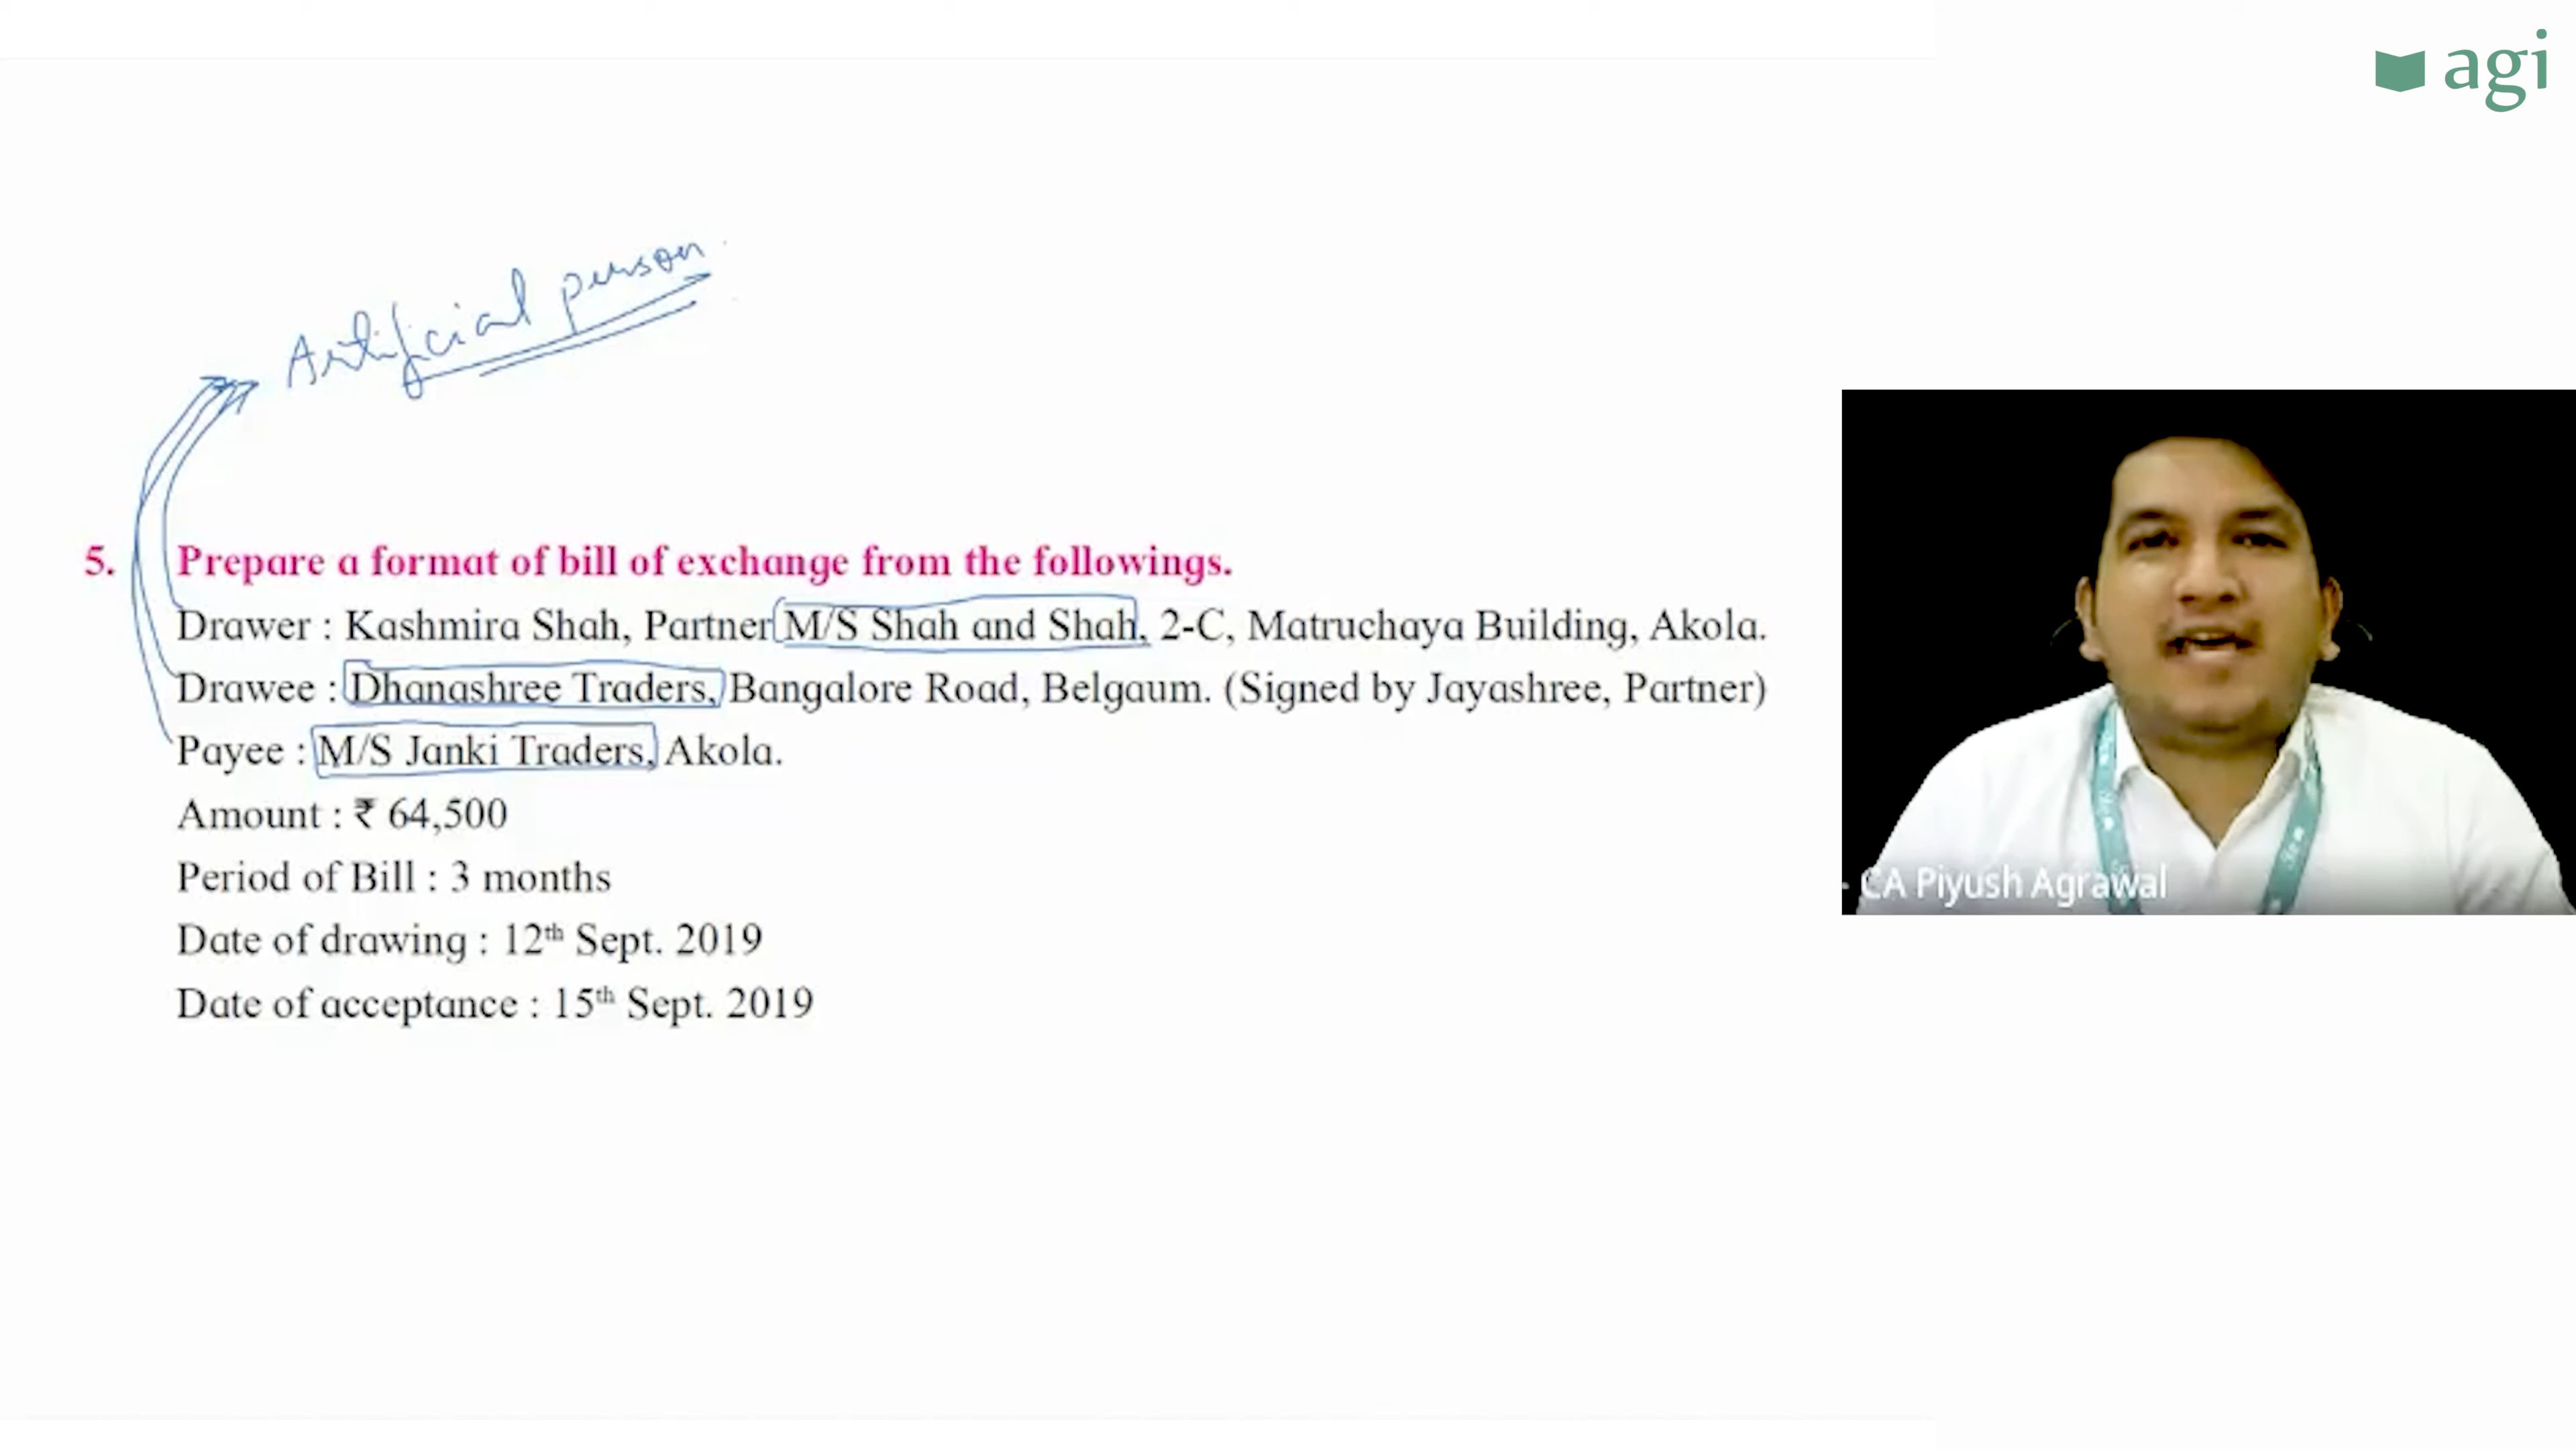 agi
Artificial person
5. Prepare a format of bill of exchange from the followings.
Drawer : Kashmira Shah, Partner M/S Shah and Shah, 2-C, Matruchaya Building, Akola.
Drawee : Dhanashree Traders, Bangalore Road, Belgaum. (Signed by Jayashree, Partner)
Payee : M/S Janki Traders, Akola.
Amount : ₹ 64,500
Period of Bill : 3 months
Date of drawing : 12th Sept. 2019
Date of acceptance : 15th Sept. 2019
CA Piyush Agrawal